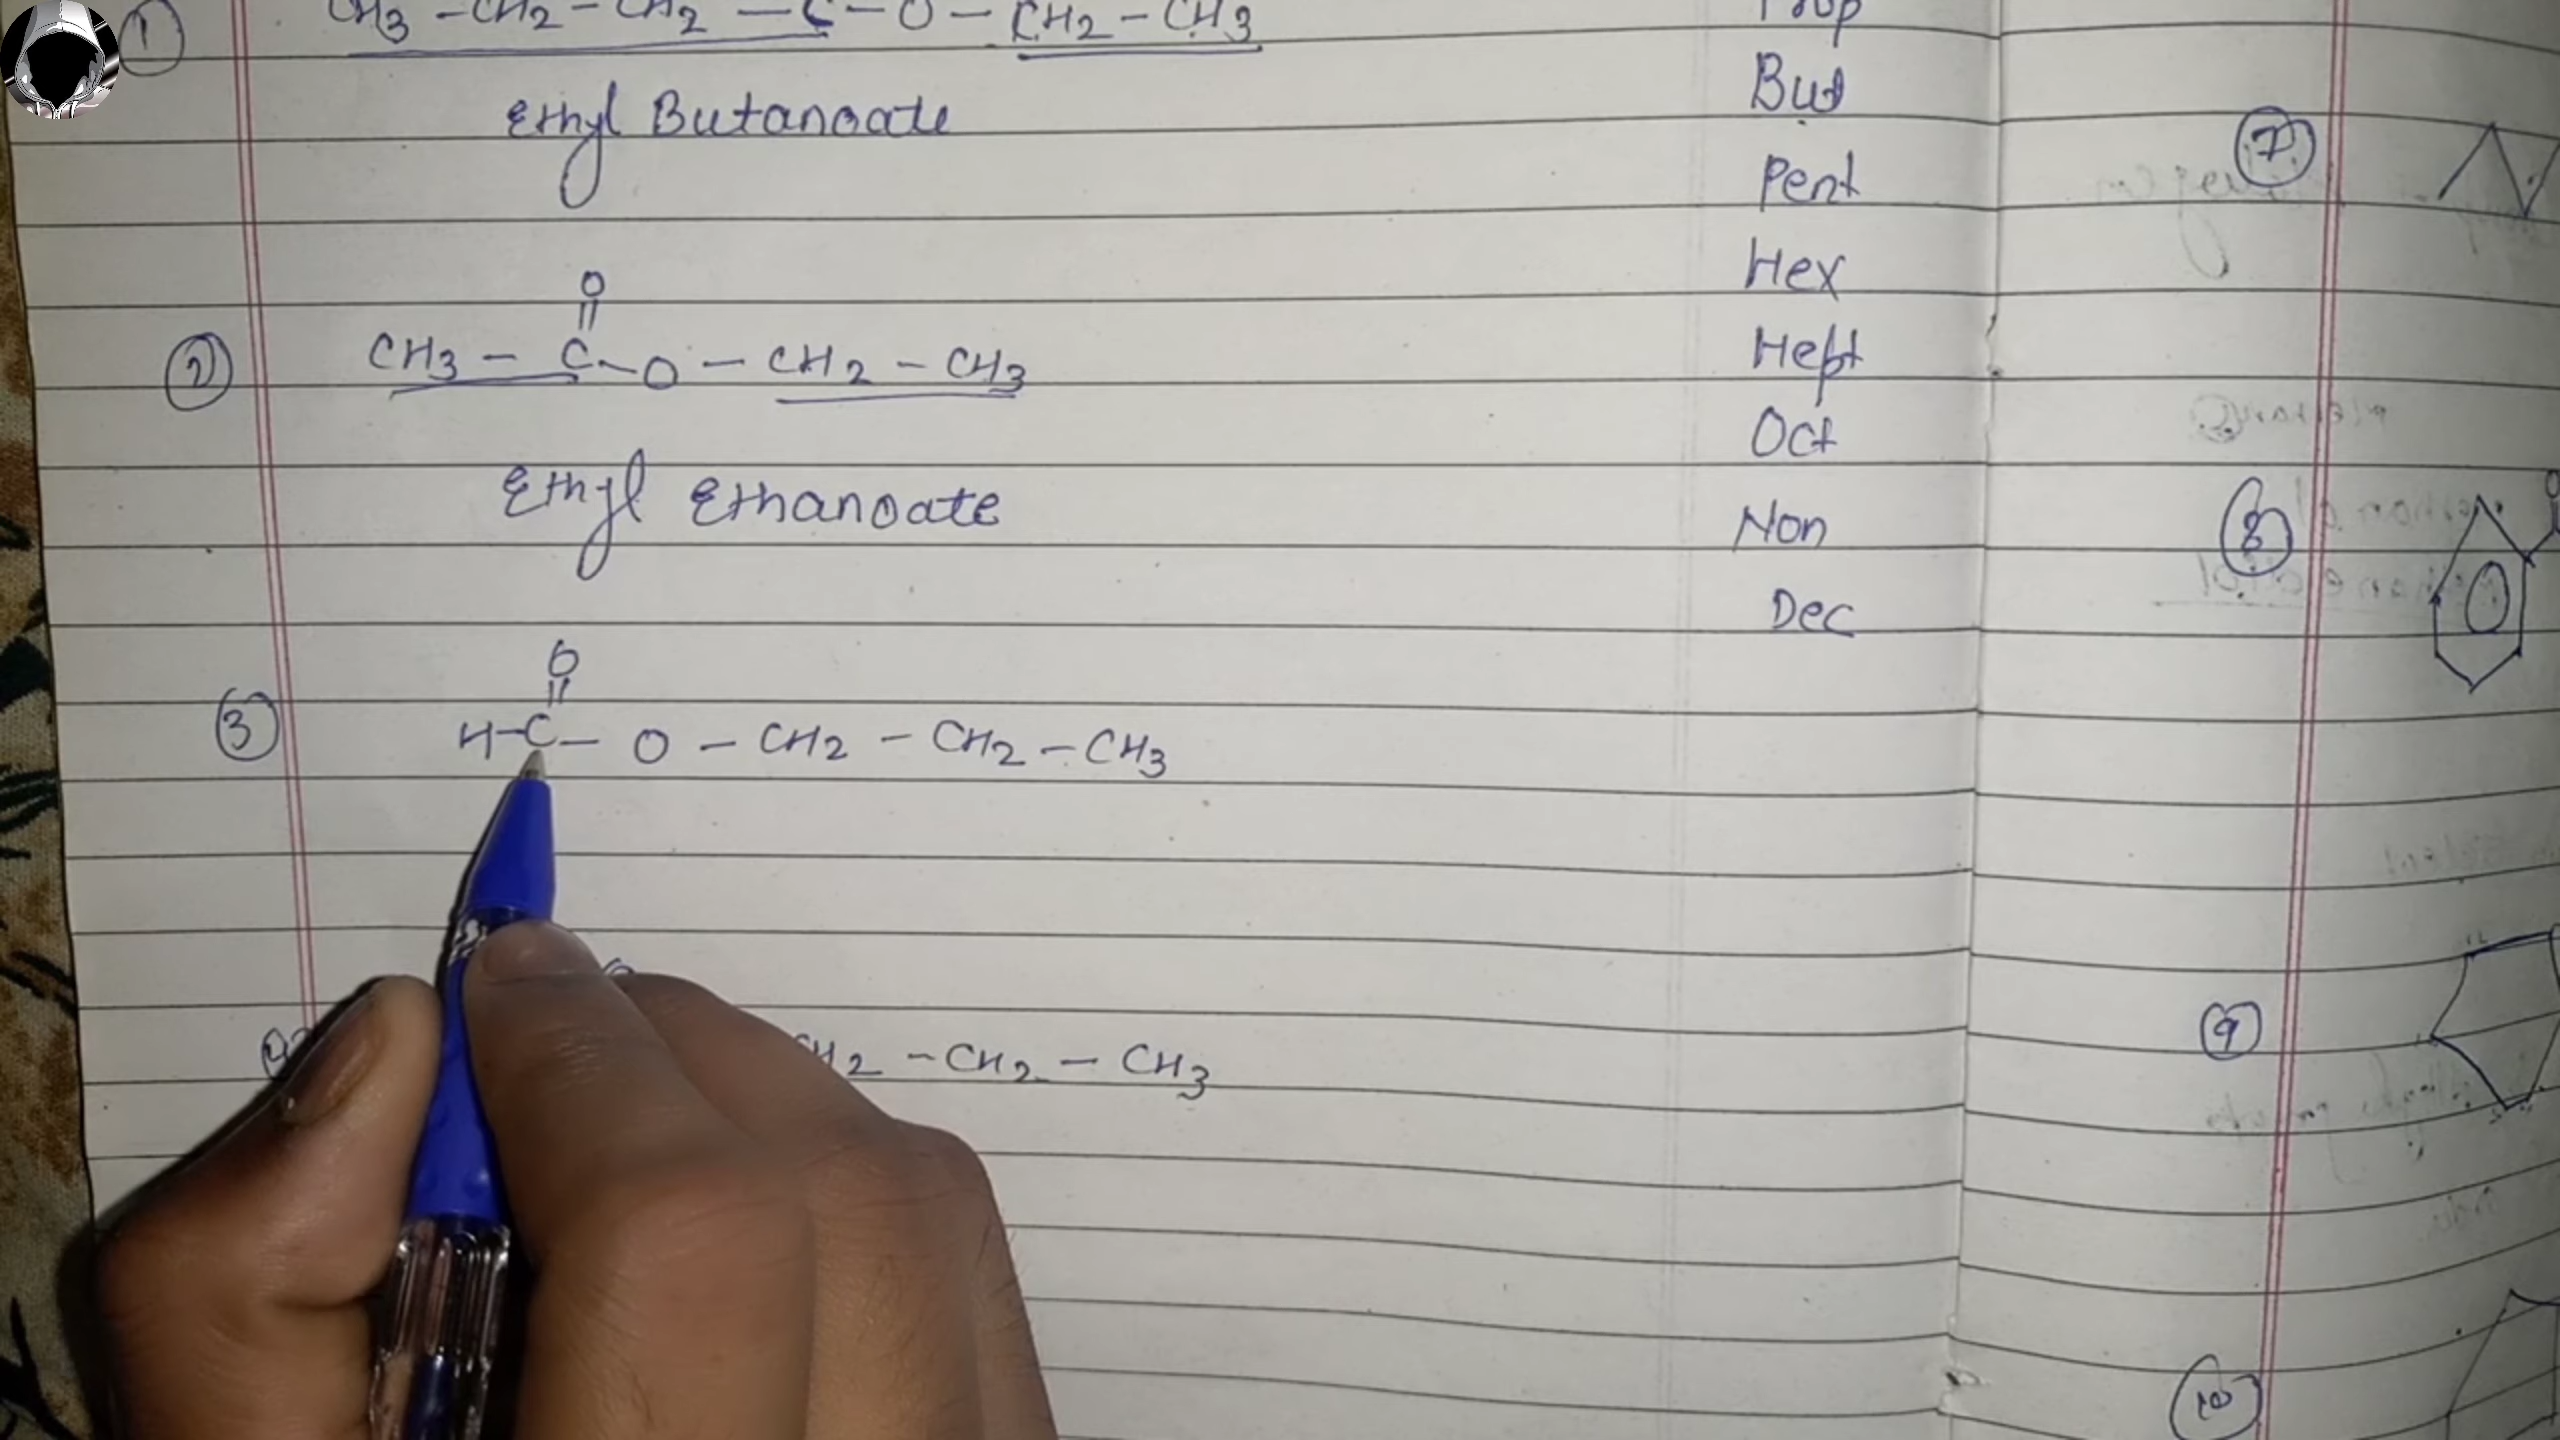 ①
CH3 - CH2 - CH2 - C - O - CH2 - CH3
Ethyl Butanoate
②
O
||
CH3 - C - O - CH2 - CH3
Ethyl Ethanoate
③
O
||
H - C - O - CH2 - CH2 - CH3
H2 - CH2 - CH3
But
Pent
Hex
Hept
Oct
Non
Dec
⑦
⑧
⑨
⑩